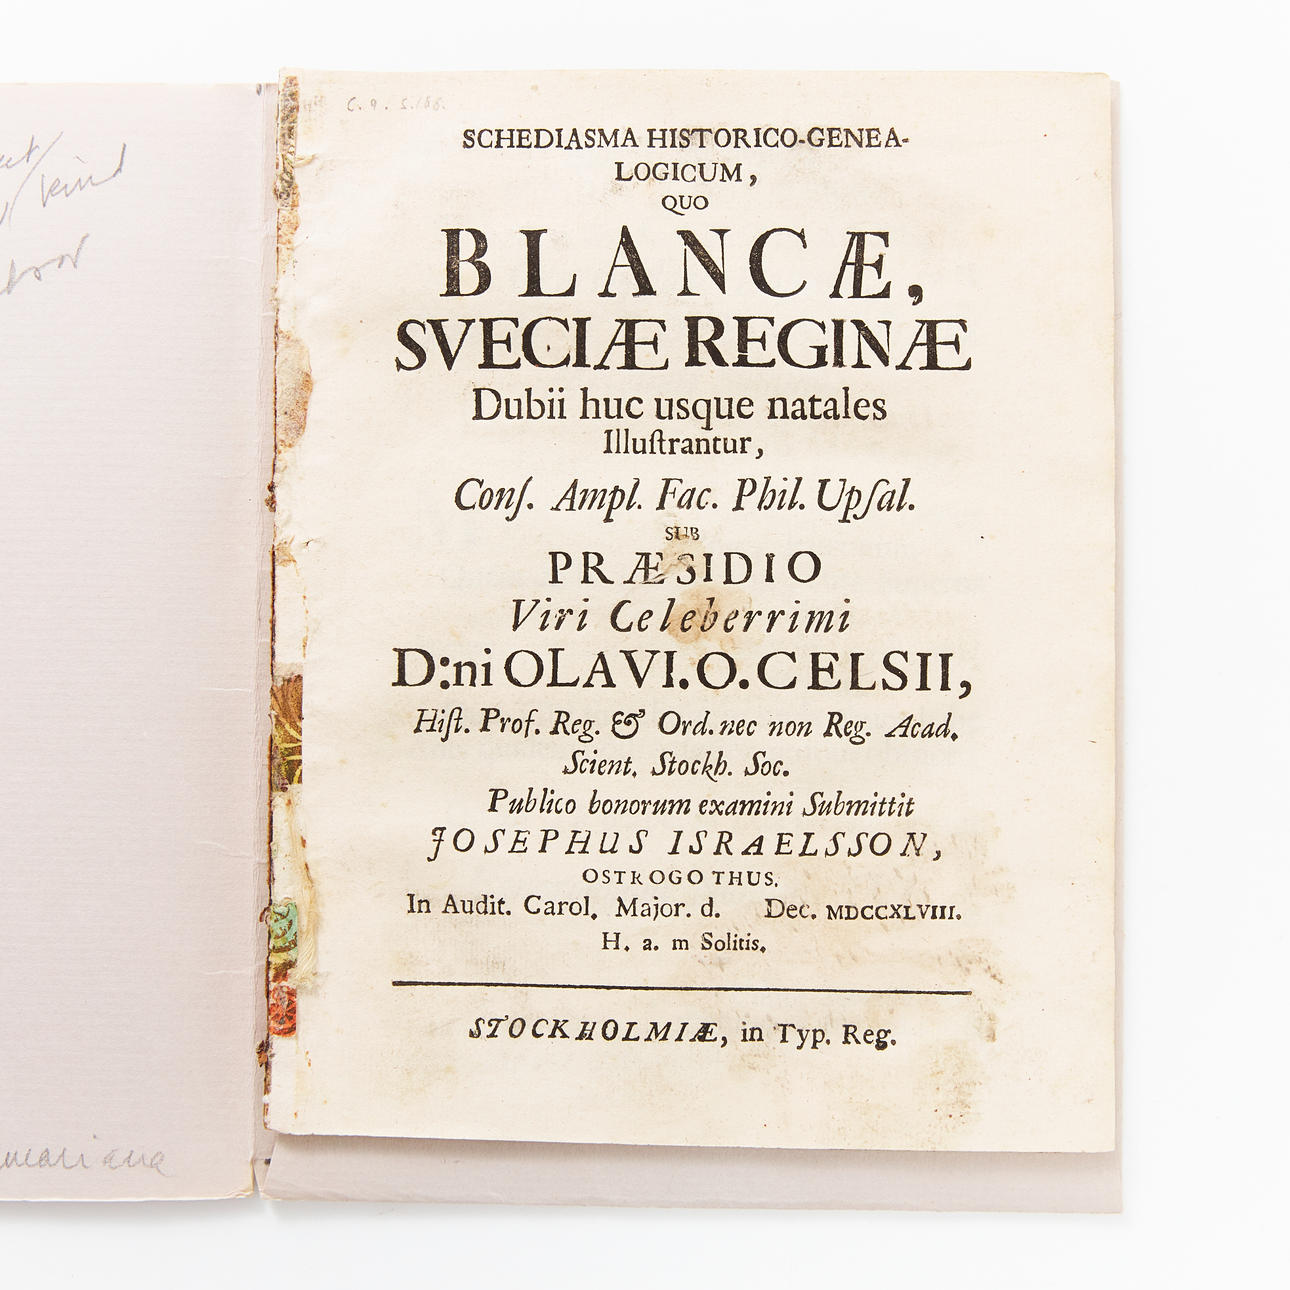 C. 9. S. 166.
SCHEDIASMA HISTORICO-GENEA-
LOGICUM,
QUO
BLANCÆ,
SVECIÆ REGINÆ
Dubii huc usque natales
Illuſtrantur,
Conſ. Ampl. Fac. Phil. Upſal.
SUB
PRÆSIDIO
Viri Celeberrimi
D:ni OLAVI. O. CELSII,
Hiſt. Prof. Reg. & Ord. nec non Reg. Acad.
Scient. Stockh. Soc.
Publico bonorum examini Submittit
JOSEPHUS ISRAELSSON,
OSTROGOTHUS.
In Audit. Carol. Major. d. Dec. MDCCXLVIII.
H. a. m Solitis.
STOCKHOLMIÆ, in Typ. Reg.